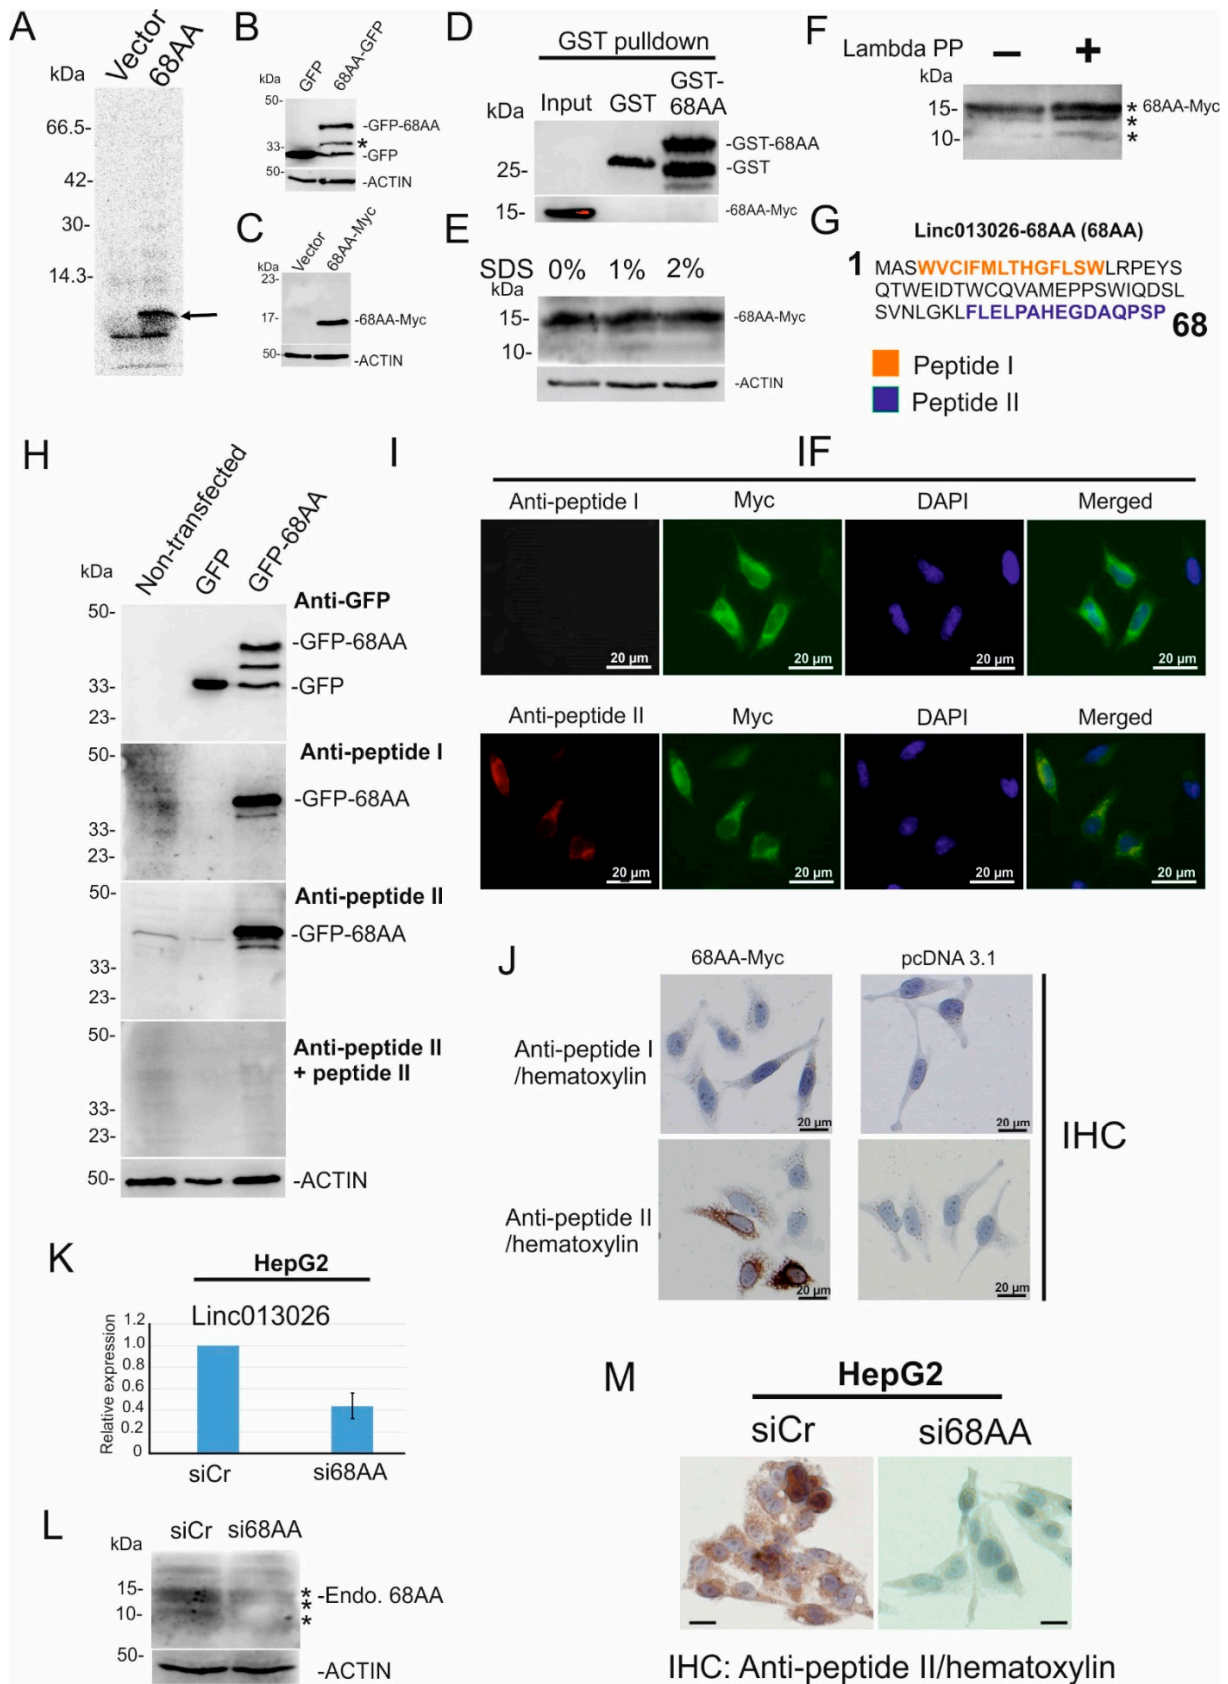 A
Vector
68AA
kDa
66.5-
42-
30-
14.3-
B
GFP
68AA-GFP
kDa
50-
-GFP-68AA
*
33-
-GFP
50-
-ACTIN
C
Vector
68AA-Myc
kDa
23-
17-
-68AA-Myc
50-
-ACTIN
D
GST pulldown
kDa
Input
GST
GST-
68AA
-GST-68AA
25-
-GST
15-
-68AA-Myc
E
SDS 0% 1% 2%
kDa
15-
-68AA-Myc
10-
-ACTIN
F
Lambda PP − +
kDa
15-
* 68AA-Myc
*
10-
*
G
Linc013026-68AA (68AA)
1 MASWVCIFMLTHGFLSWLRPEYS
QTWEIDTWCQVAMEPPSWIQDSL
SVNLGKLFLELPAHEGDAQPSP 68
Peptide I
Peptide II
H
Non-transfected
GFP
GFP-68AA
kDa
50-
Anti-GFP
-GFP-68AA
33-
-GFP
23-
50-
Anti-peptide I
-GFP-68AA
33-
23-
50-
Anti-peptide II
-GFP-68AA
33-
23-
50-
Anti-peptide II
+ peptide II
33-
23-
50-
-ACTIN
I
IF
Anti-peptide I Myc DAPI Merged
20 µm 20 µm 20 µm 20 µm
Anti-peptide II Myc DAPI Merged
20 µm 20 µm 20 µm 20 µm
J
68AA-Myc pcDNA 3.1
Anti-peptide I
/hematoxylin
20 µm 20 µm
IHC
Anti-peptide II
/hematoxylin
20 µm 20 µm
K
HepG2
Linc013026
Relative expression
1.2
1.0
0.8
0.6
0.4
0.2
0
siCr si68AA
L
siCr si68AA
kDa
15-
* -Endo. 68AA
*
10-
*
50-
-ACTIN
M
HepG2
siCr si68AA
IHC: Anti-peptide II/hematoxylin